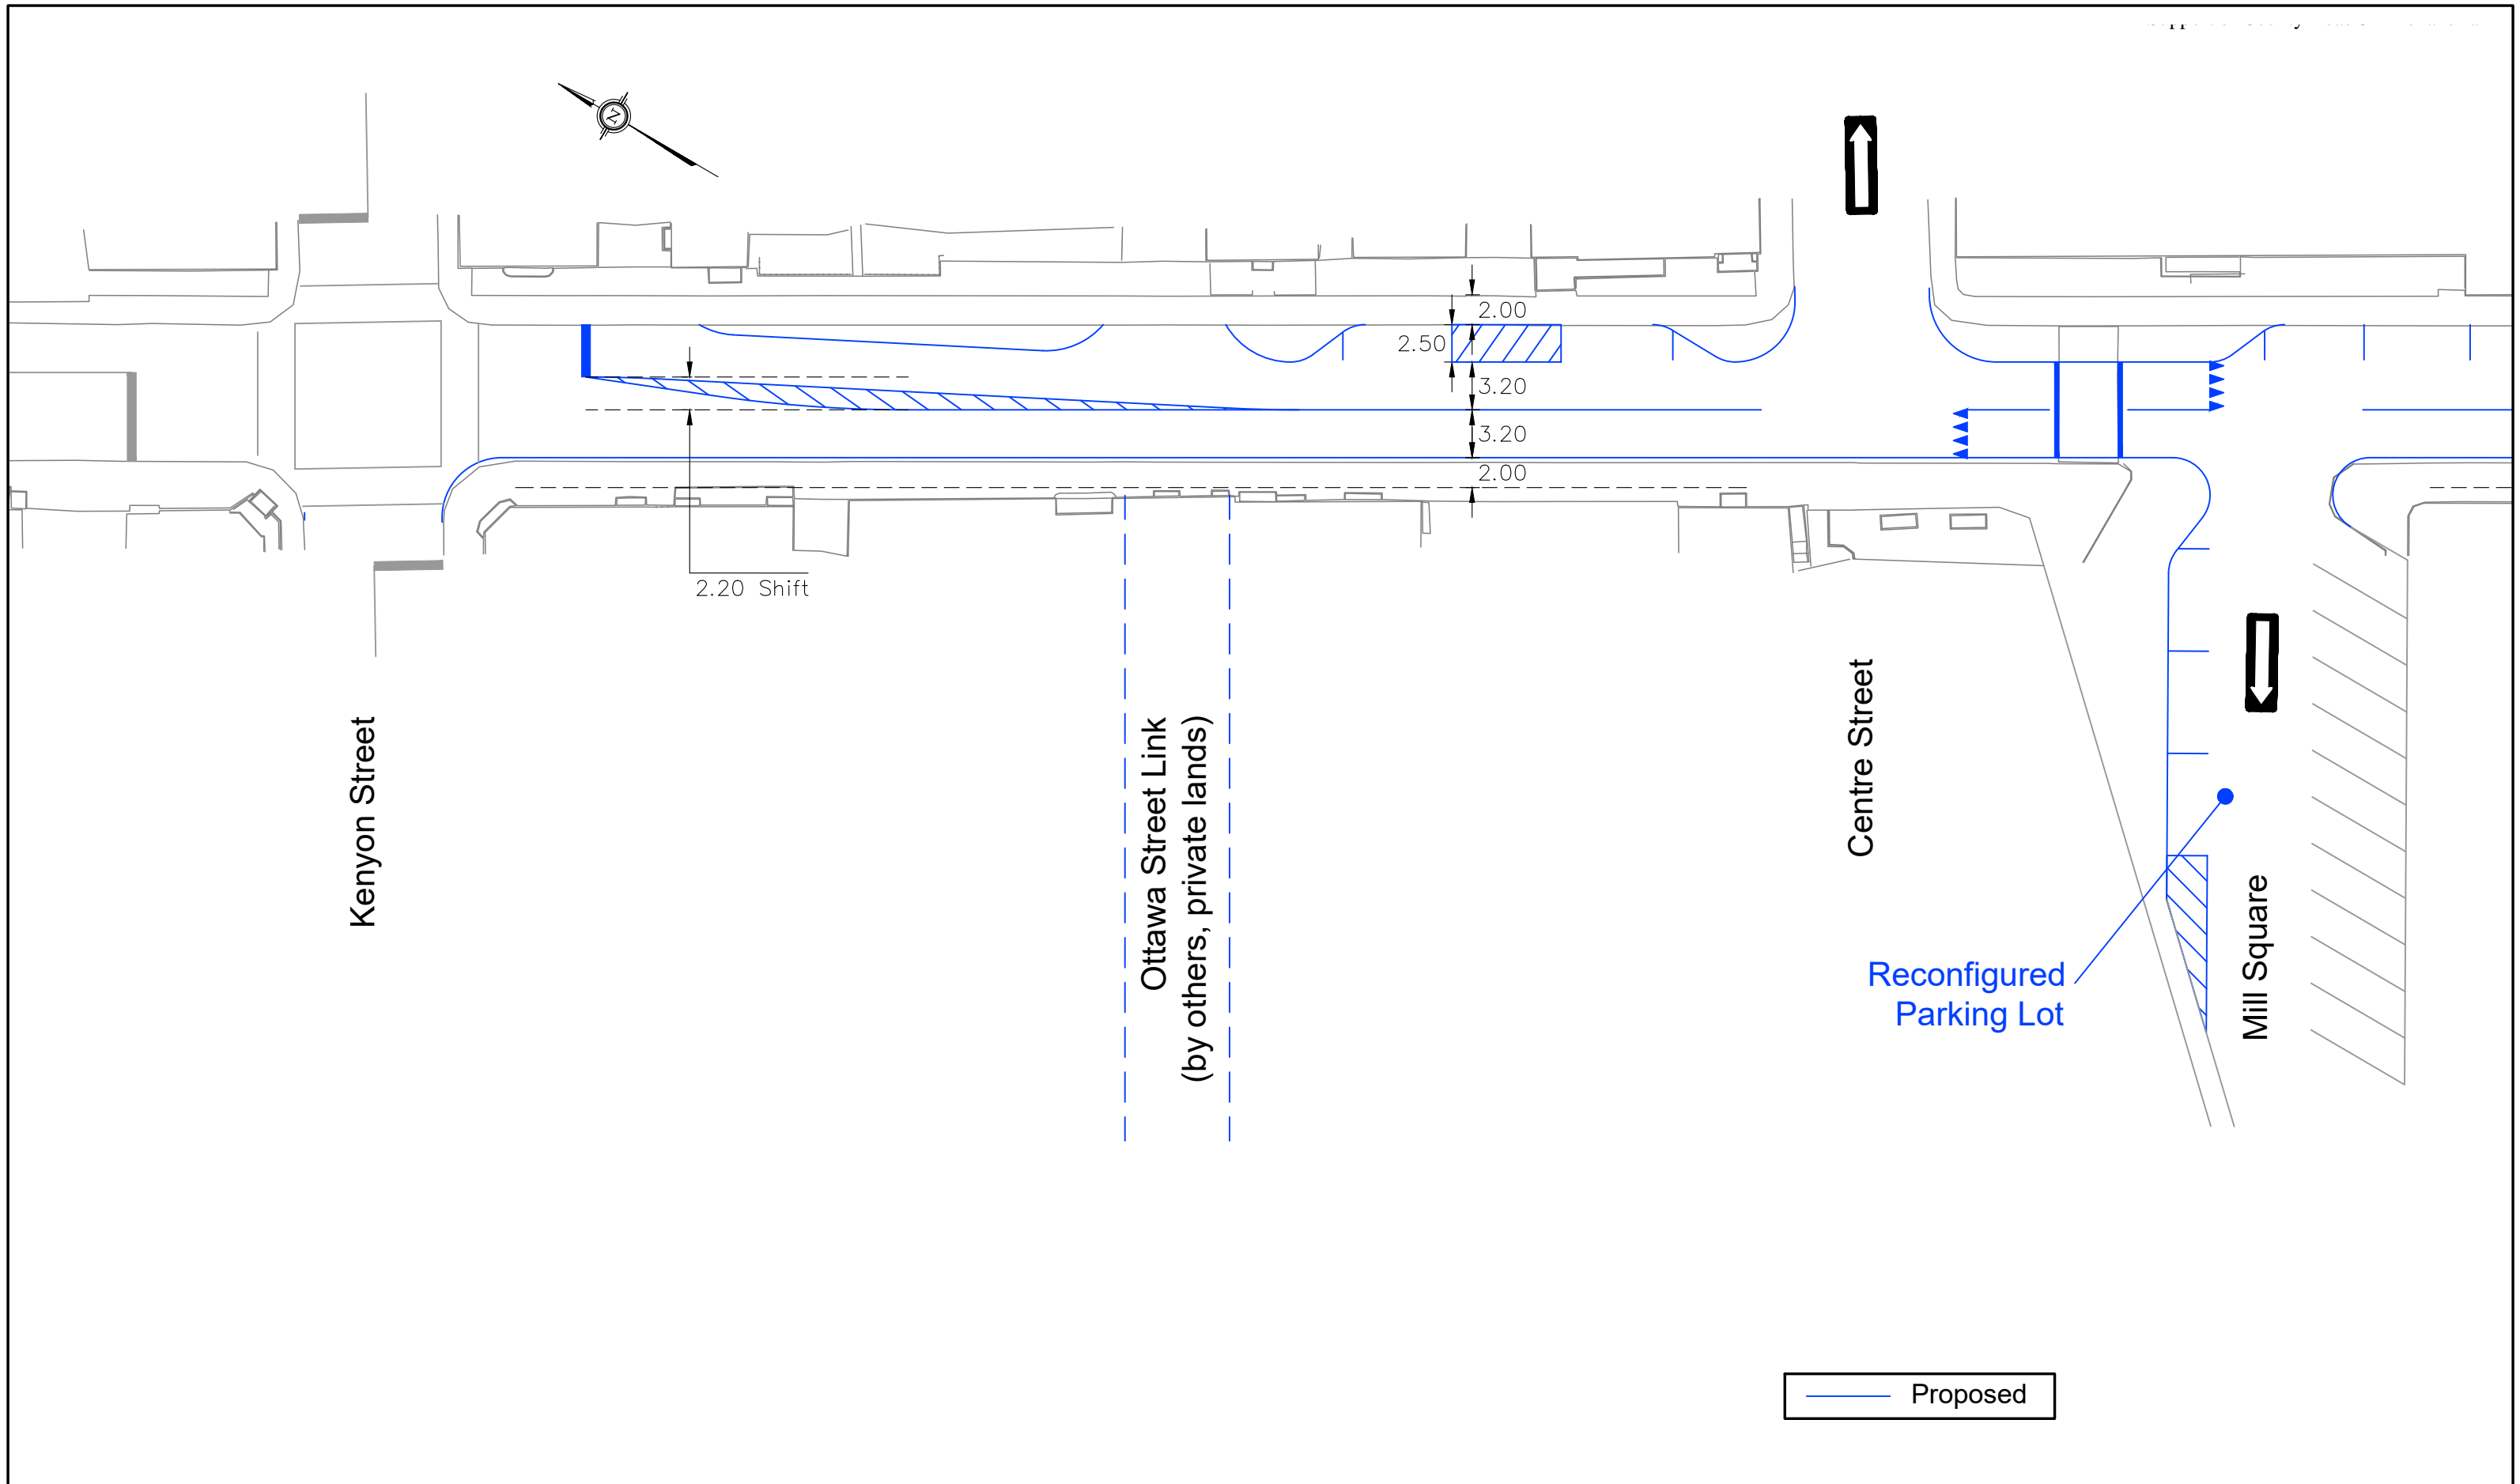 N
2.00
2.50
3.20
3.20
2.00
2.20 Shift
Kenyon Street
Ottawa Street Link
(by others, private lands)
Centre Street
Mill Square
Reconfigured
Parking Lot
Proposed